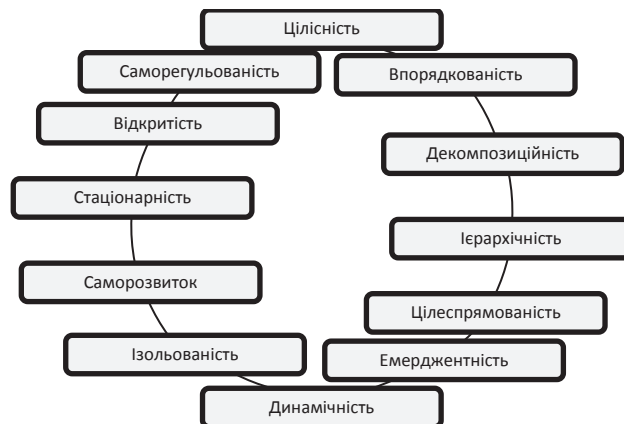 Цілісність
Саморегульованість
Впорядкованість
Відкритість
Декомпозиційність
Стаціонарність
Ієрархічність
Саморозвиток
Цілеспрямованість
Ізольованість
Емерджентність
Динамічність